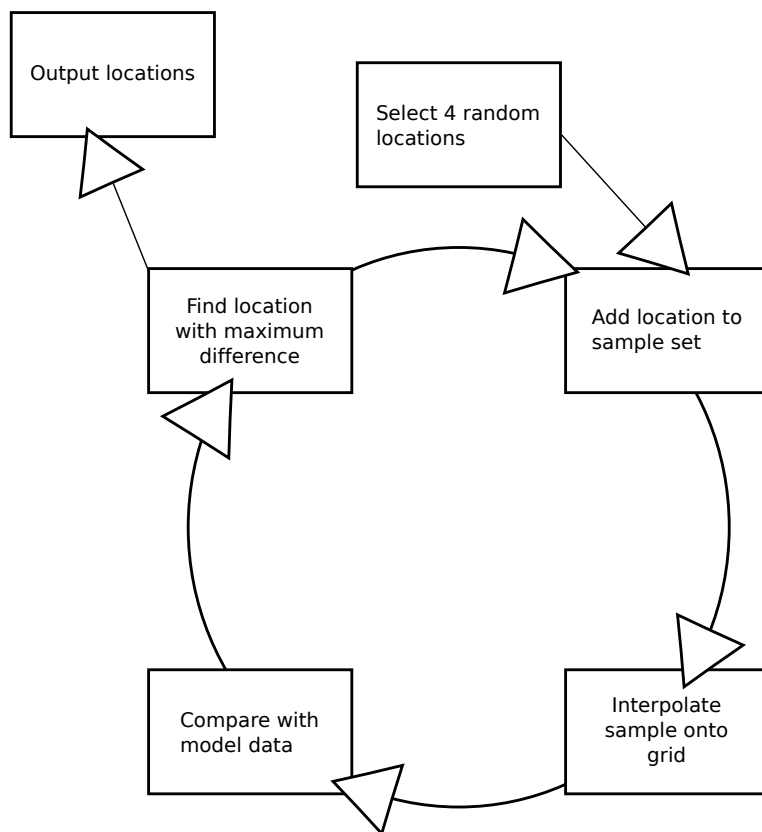 Output locations
Select 4 random
locations
Find location
with maximum
difference
Add location to
sample set
Compare with
model data
Interpolate
sample onto
grid